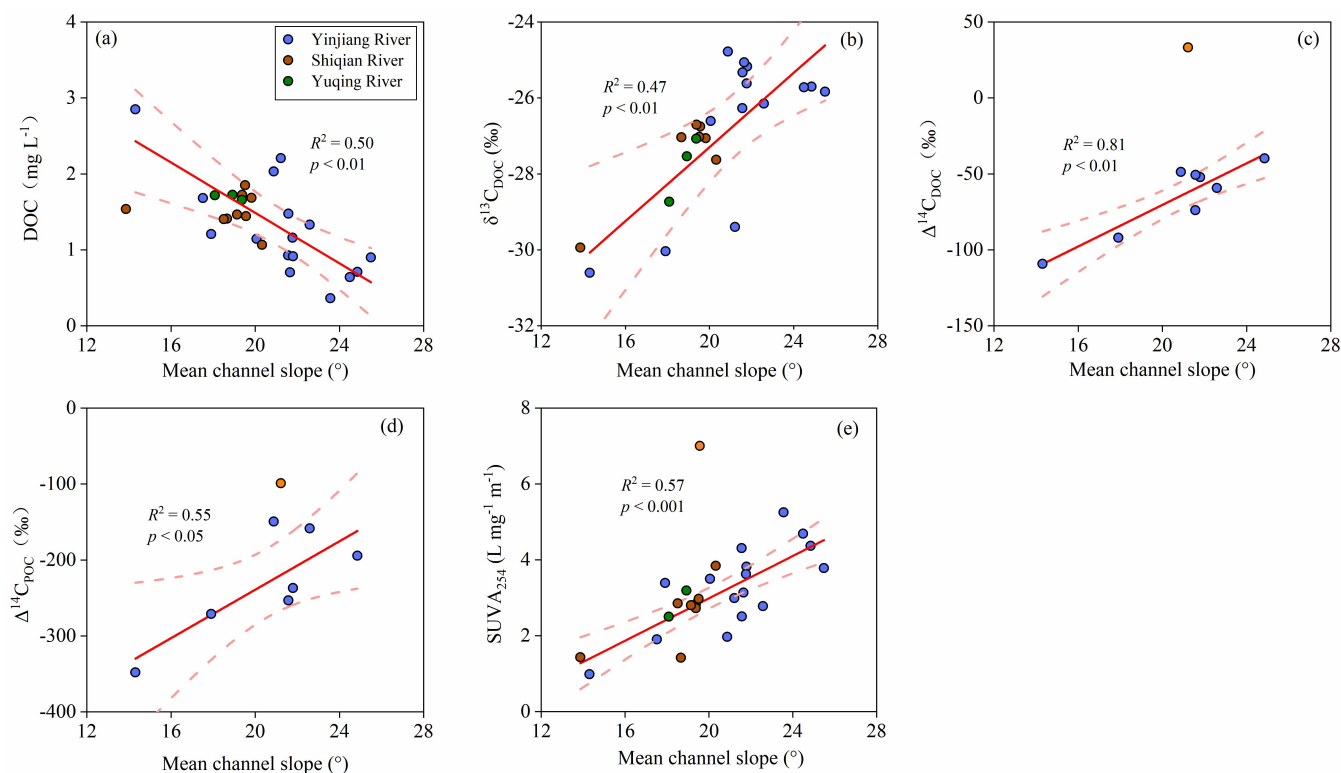 (a)
Yinjiang River
Shiqian River
Yuqing River
R² = 0.50
p < 0.01
DOC (mg L⁻¹)
4
3
2
1
0
12 16 20 24 28
Mean channel slope (°)
(b)
R² = 0.47
p < 0.01
δ¹³C_DOC (‰)
-24
-26
-28
-30
-32
12 16 20 24 28
Mean channel slope (°)
(c)
R² = 0.81
p < 0.01
Δ¹⁴C_DOC (‰)
50
0
-50
-100
-150
12 16 20 24 28
Mean channel slope (°)
(d)
R² = 0.55
p < 0.05
Δ¹⁴C_POC (‰)
0
-100
-200
-300
-400
12 16 20 24 28
Mean channel slope (°)
(e)
R² = 0.57
p < 0.001
SUVA₂₅₄ (L mg⁻¹ m⁻¹)
8
6
4
2
0
12 16 20 24 28
Mean channel slope (°)